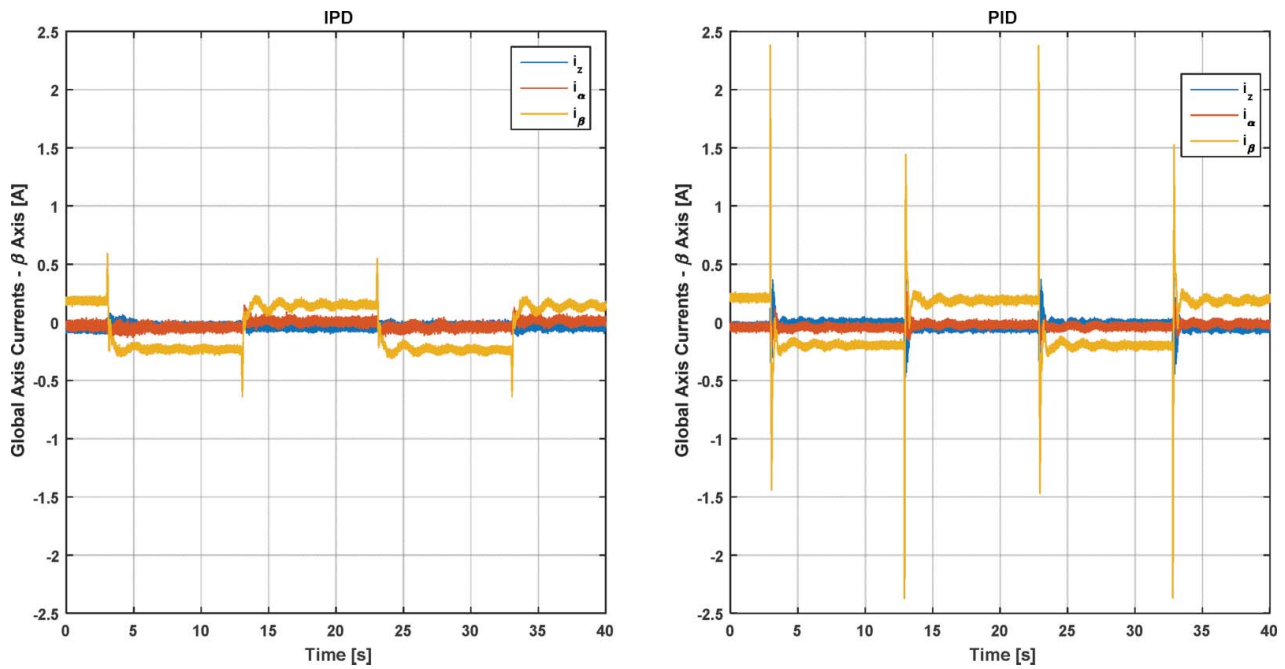 IPD
Global Axis Currents - β Axis [A]
2.5
2
1.5
1
0.5
0
-0.5
-1
-1.5
-2
-2.5
i_z
i_α
i_β
0 5 10 15 20 25 30 35 40
Time [s]
PID
Global Axis Currents - β Axis [A]
2.5
2
1.5
1
0.5
0
-0.5
-1
-1.5
-2
-2.5
i_z
i_α
i_β
0 5 10 15 20 25 30 35 40
Time [s]